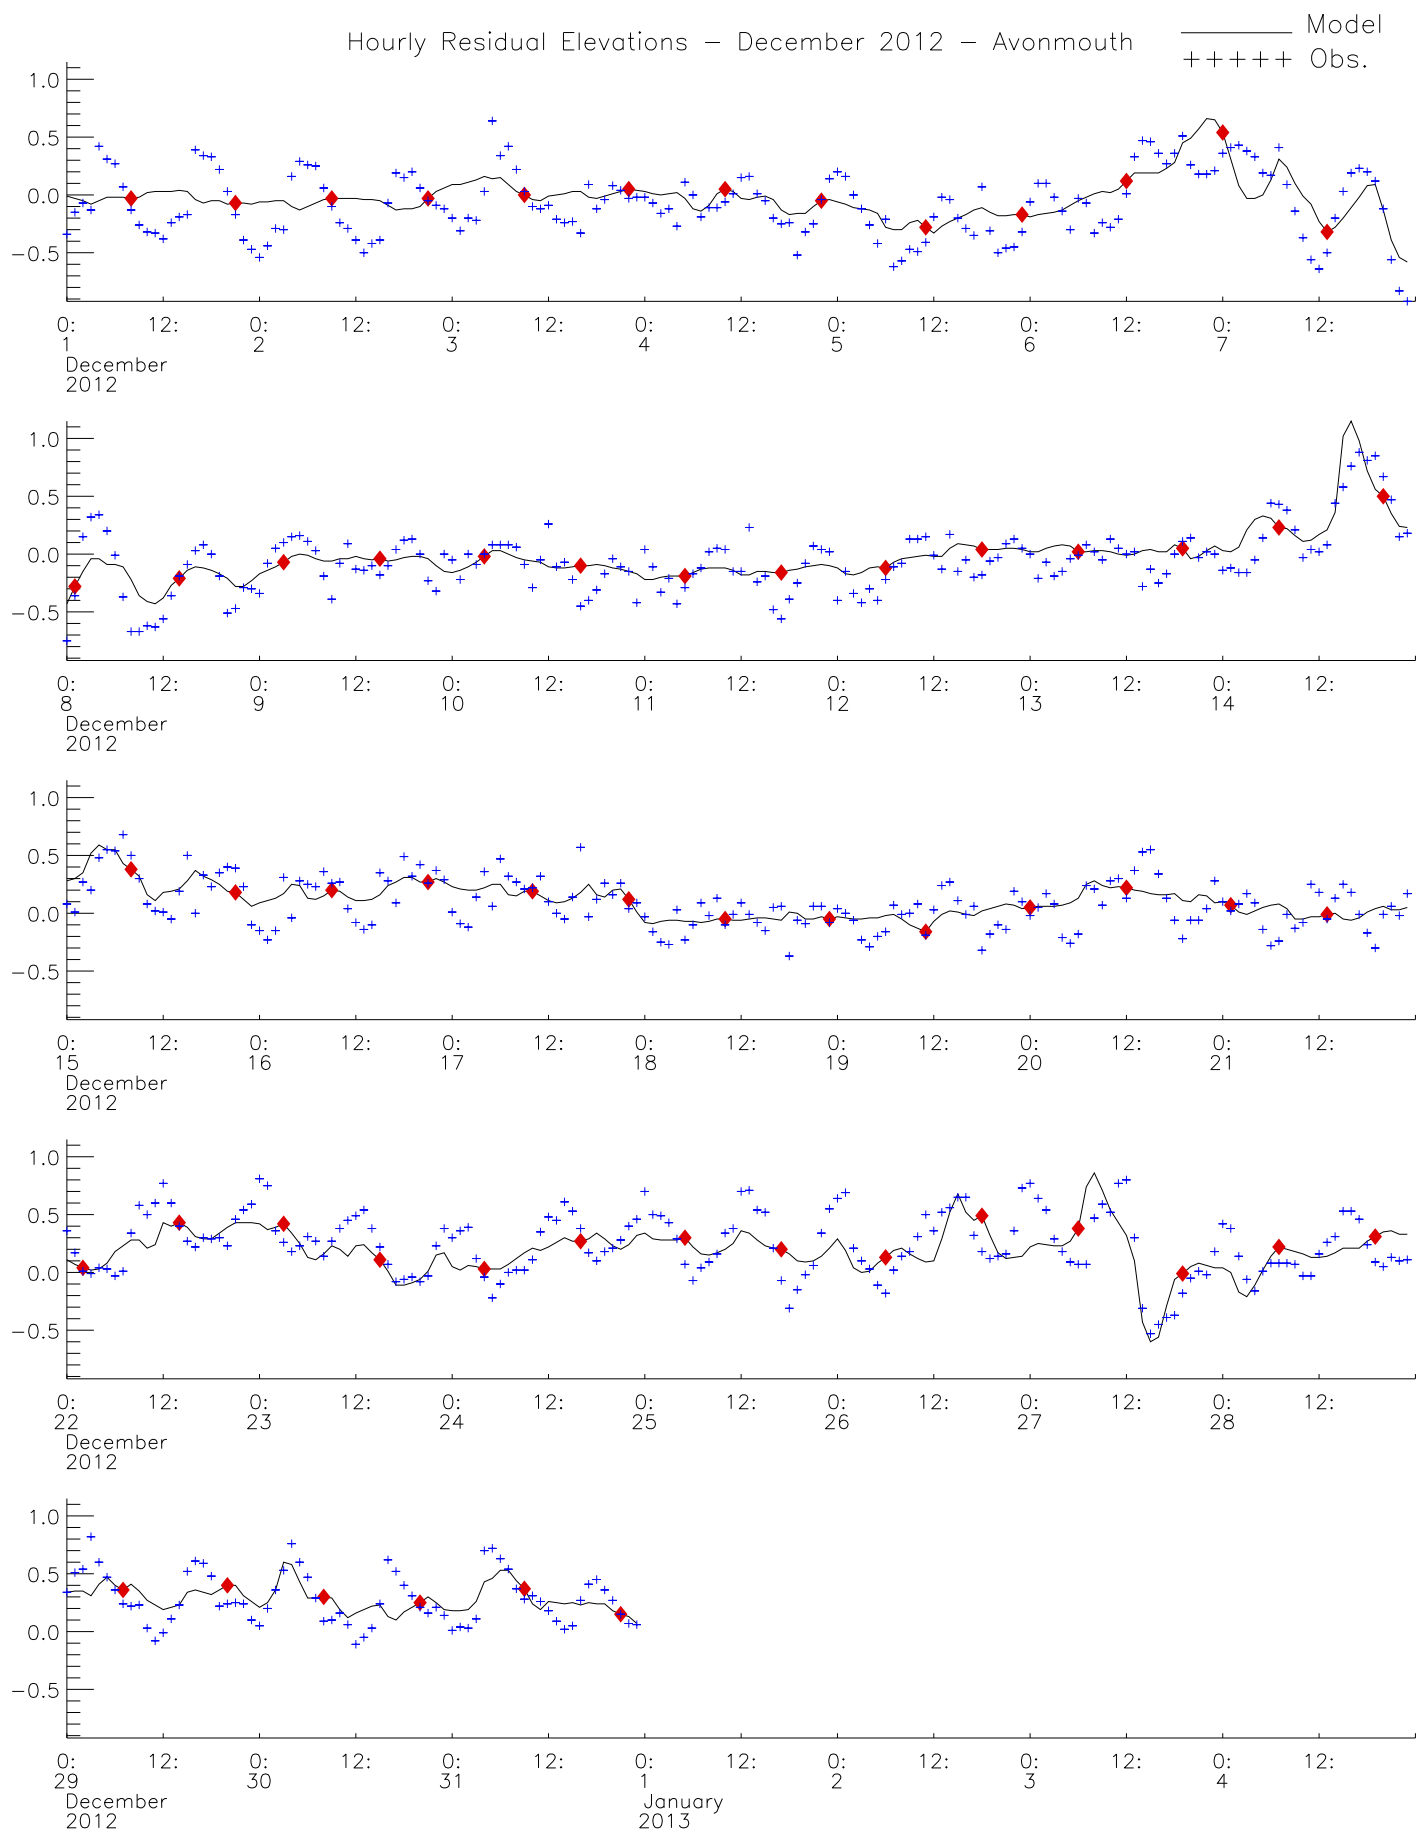 Hourly Residual Elevations − December 2012 − Avonmouth
Model
+++++ Obs.
1.0
0.5
0.0
−0.5
0: 12: 0: 12: 0: 12: 0: 12: 0: 12: 0: 12: 0: 12:
1 2 3 4 5 6 7
December
2012
1.0
0.5
0.0
−0.5
0: 12: 0: 12: 0: 12: 0: 12: 0: 12: 0: 12: 0: 12:
8 9 10 11 12 13 14
December
2012
1.0
0.5
0.0
−0.5
0: 12: 0: 12: 0: 12: 0: 12: 0: 12: 0: 12: 0: 12:
15 16 17 18 19 20 21
December
2012
1.0
0.5
0.0
−0.5
0: 12: 0: 12: 0: 12: 0: 12: 0: 12: 0: 12: 0: 12:
22 23 24 25 26 27 28
December
2012
1.0
0.5
0.0
−0.5
0: 12: 0: 12: 0: 12: 0: 12: 0: 12: 0: 12: 0: 12:
29 30 31 1 2 3 4
December January
2012 2013